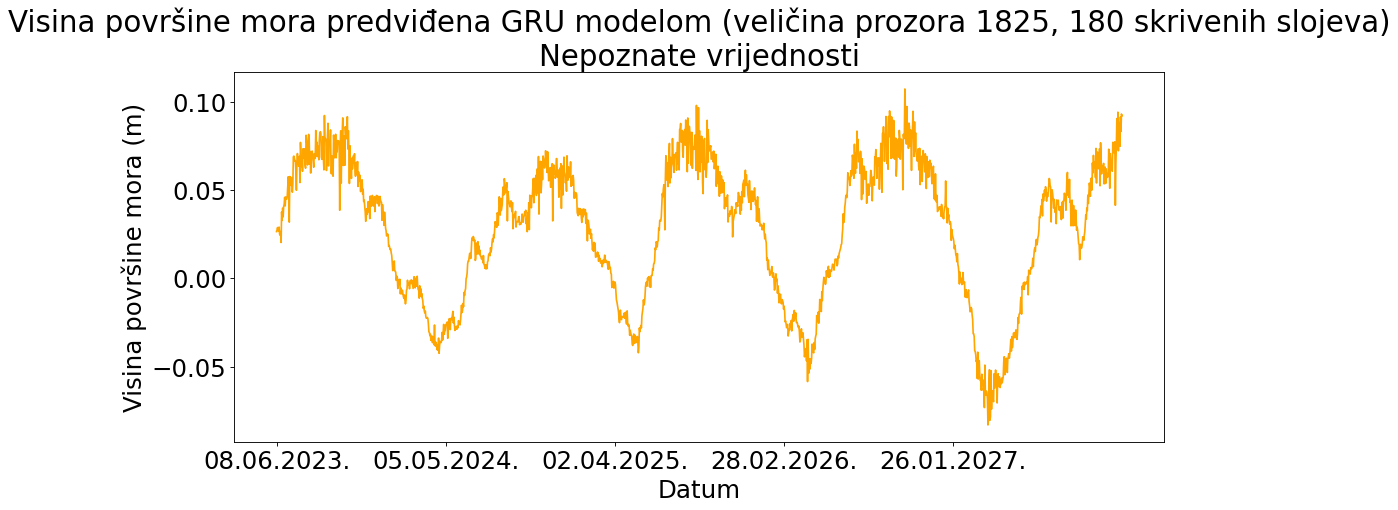 Visina površine mora predviđena GRU modelom (veličina prozora 1825, 180 skrivenih slojeva)
Nepoznate vrijednosti
Visina površine mora (m)
0.10
0.05
0.00
−0.05
08.06.2023. 05.05.2024. 02.04.2025. 28.02.2026. 26.01.2027.
Datum